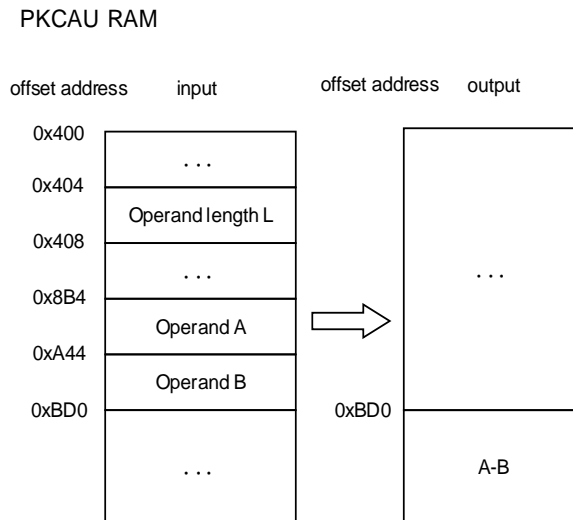 PKCAU RAM
offset address input offset address output
0x400
. . .
0x404
Operand length L
0x408
. . .
. . .
0x8B4
Operand A
0xA44
Operand B
0xBD0 0xBD0
. . .
A-B